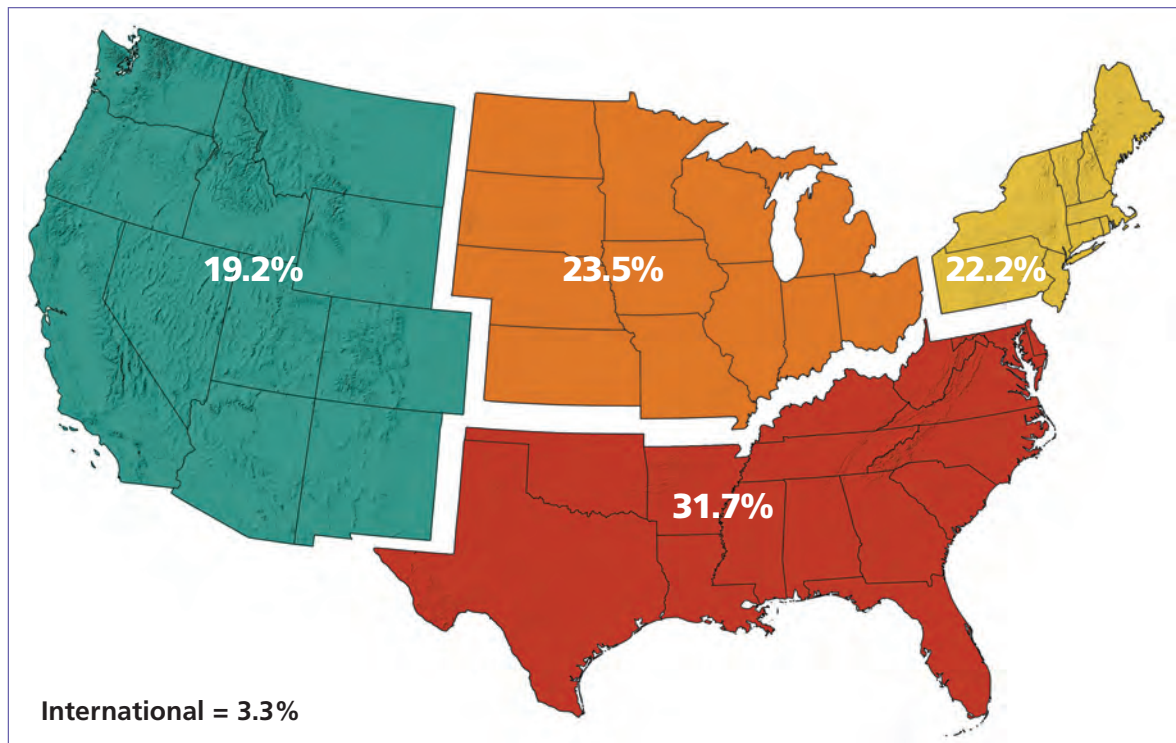 19.2%
23.5%
22.2%
31.7%
International = 3.3%